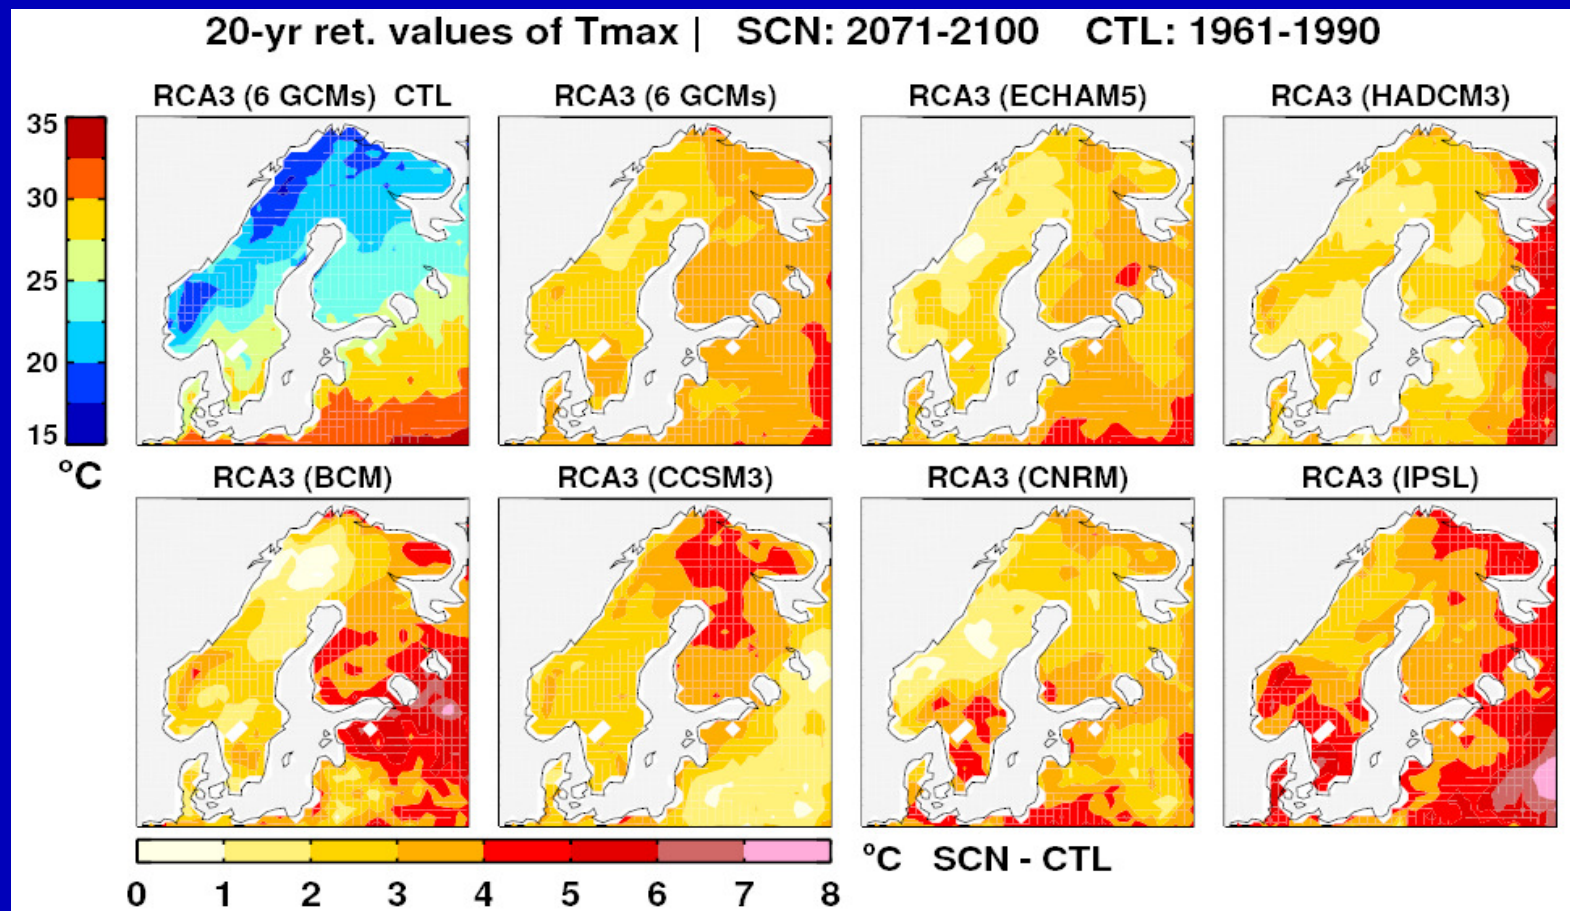 20-yr ret. values of Tmax | SCN: 2071-2100 CTL: 1961-1990
RCA3 (6 GCMs) CTL
RCA3 (6 GCMs)
RCA3 (ECHAM5)
RCA3 (HADCM3)
35
30
25
20
15
°C
RCA3 (BCM)
RCA3 (CCSM3)
RCA3 (CNRM)
RCA3 (IPSL)
°C SCN - CTL
0 1 2 3 4 5 6 7 8